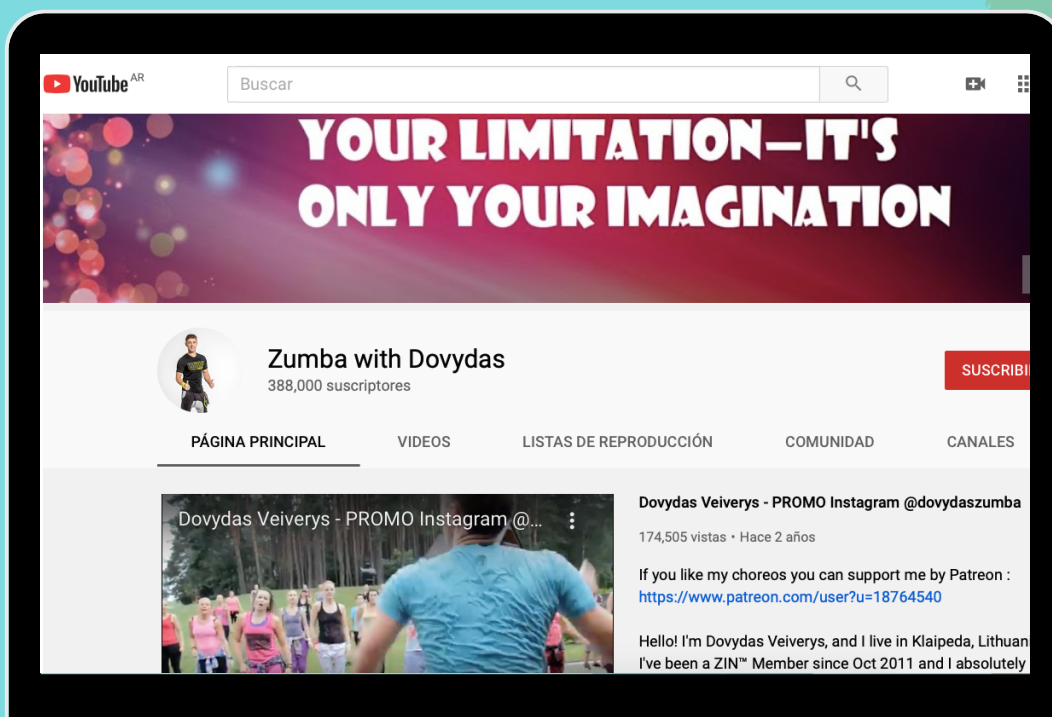 YouTube AR
Buscar
YOUR LIMITATION—IT'S
ONLY YOUR IMAGINATION
Zumba with Dovydas
388,000 suscriptores
SUSCRIBI
PÁGINA PRINCIPAL VIDEOS LISTAS DE REPRODUCCIÓN COMUNIDAD CANALES
Dovydas Veiverys - PROMO Instagram @...
Dovydas Veiverys - PROMO Instagram @dovydaszumba
174,505 vistas • Hace 2 años
If you like my choreos you can support me by Patreon :
https://www.patreon.com/user?u=18764540
Hello! I'm Dovydas Veiverys, and I live in Klaipeda, Lithuan
I've been a ZIN™ Member since Oct 2011 and I absolutely